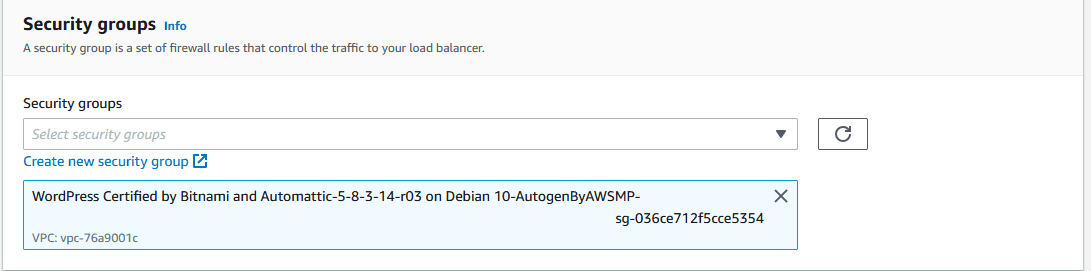 Security groups Info
A security group is a set of firewall rules that control the traffic to your load balancer.
Security groups
Select security groups
Create new security group
WordPress Certified by Bitnami and Automattic-5-8-3-14-r03 on Debian 10-AutogenByAWSMP-
sg-036ce712f5cce5354
VPC: vpc-76a9001c